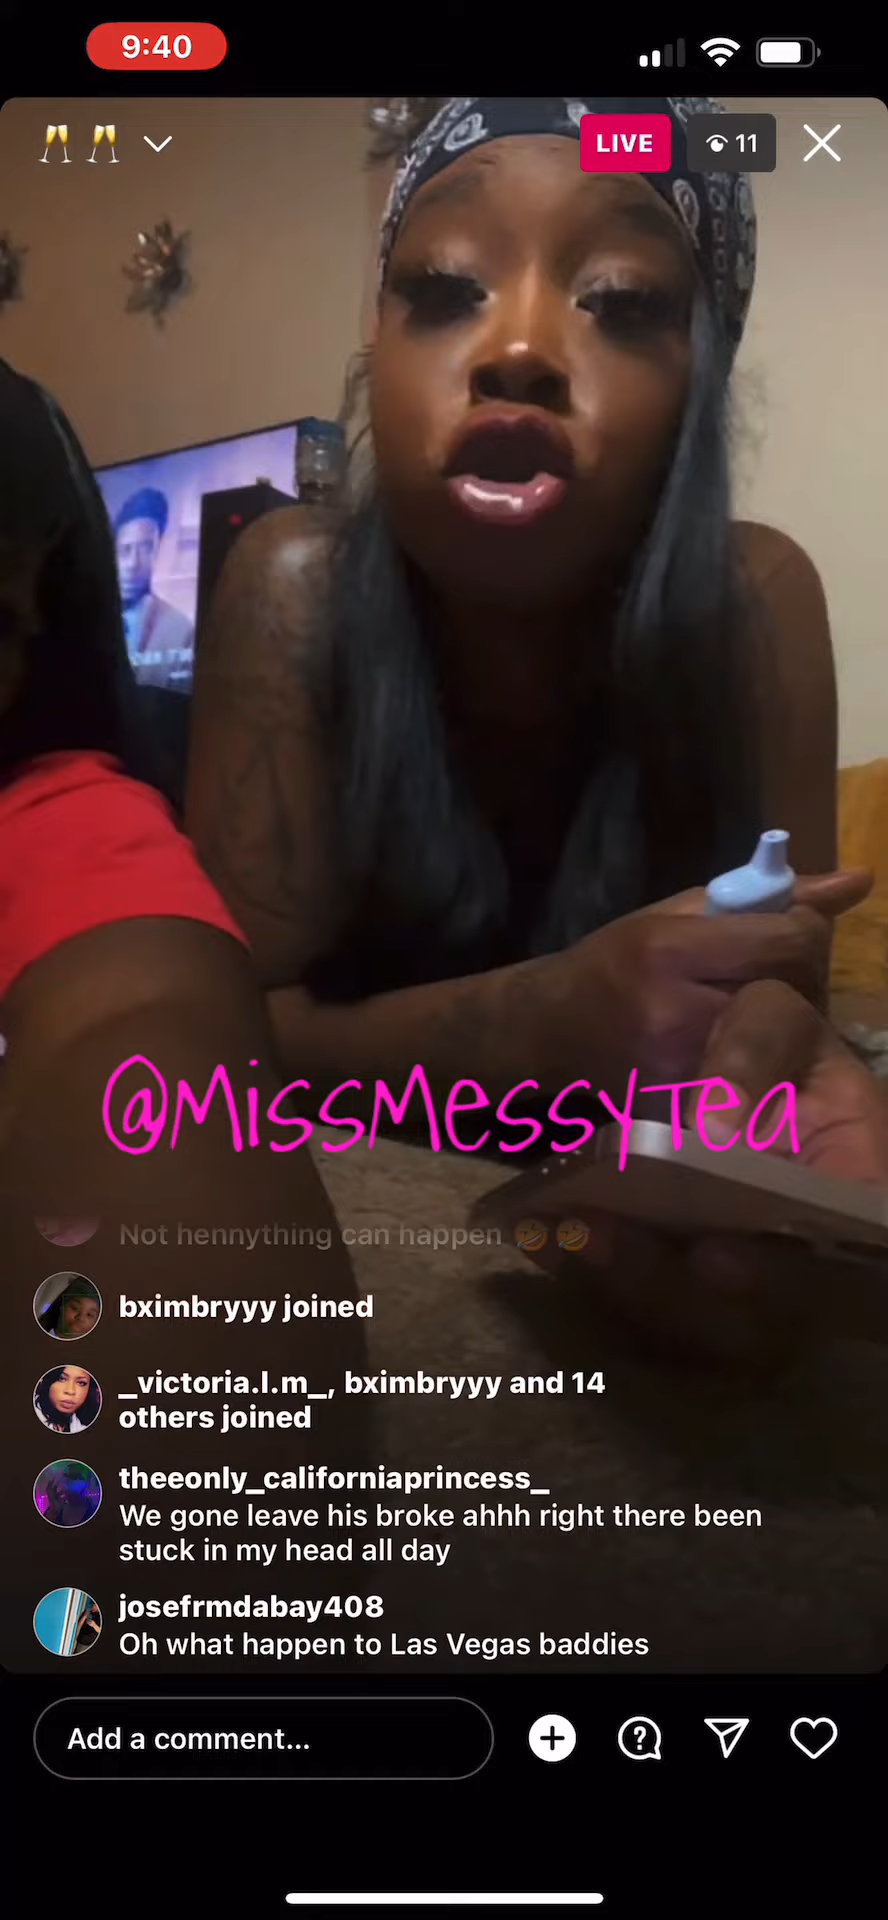 9:40
🥂 🥂
LIVE
11
@MissMessyTea
Not hennything can happen 🤣🤣
bximbryyy joined
_victoria.l.m_, bximbryyy and 14
others joined
theeonly_californiaprincess_
We gone leave his broke ahhh right there been
stuck in my head all day
josefrmdabay408
Oh what happen to Las Vegas baddies
Add a comment...